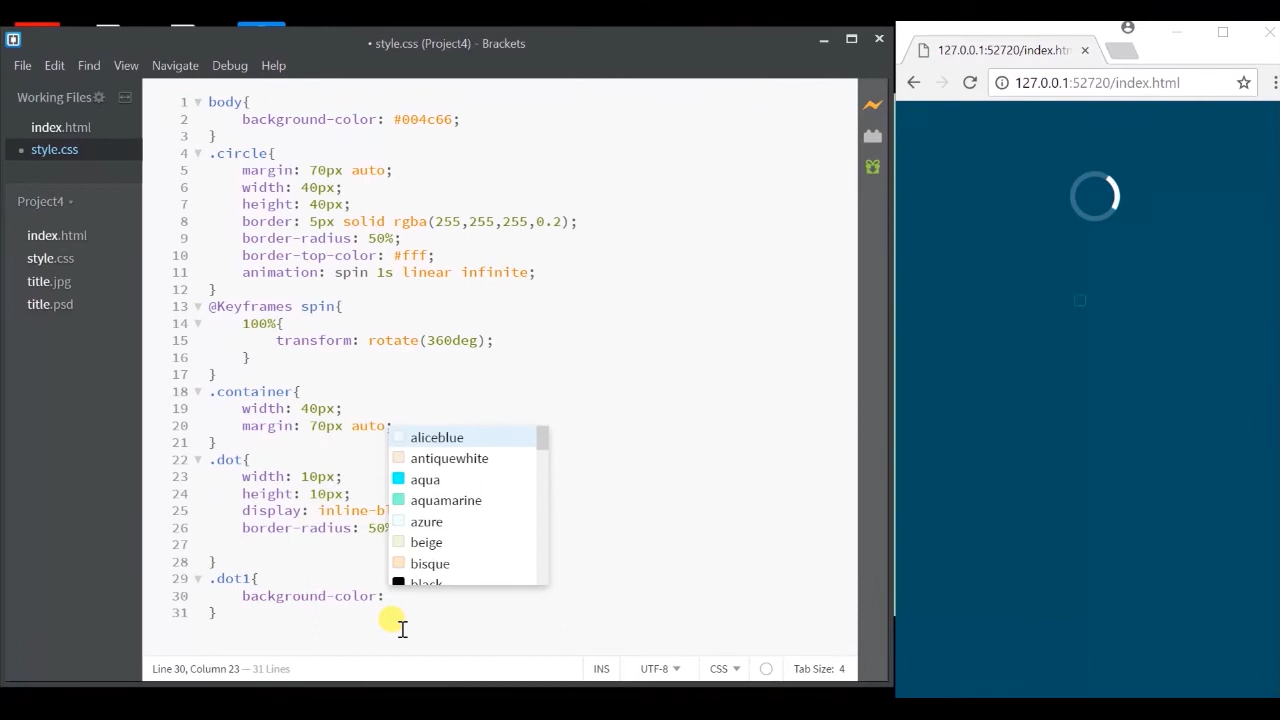 • style.css (Project4) - Brackets
File Edit Find View Navigate Debug Help
Working Files
index.html
• style.css
Project4
index.html
style.css
title.jpg
title.psd
1 body{
2 background-color: #004c66;
3 }
4 .circle{
5 margin: 70px auto;
6 width: 40px;
7 height: 40px;
8 border: 5px solid rgba(255,255,255,0.2);
9 border-radius: 50%;
10 border-top-color: #fff;
11 animation: spin 1s linear infinite;
12 }
13 @Keyframes spin{
14 100%{
15 transform: rotate(360deg);
16 }
17 }
18 .container{
19 width: 40px;
20 margin: 70px auto;
21 }
22 .dot{
23 width: 10px;
24 height: 10px;
25 display: inline-bl
26 border-radius: 50%
27
28 }
29 .dot1{
30 background-color:
31 }
aliceblue
antiquewhite
aqua
aquamarine
azure
beige
bisque
black
Line 30, Column 23 — 31 Lines
INS UTF-8 CSS Tab Size: 4
127.0.0.1:52720/index.htm
127.0.0.1:52720/index.html